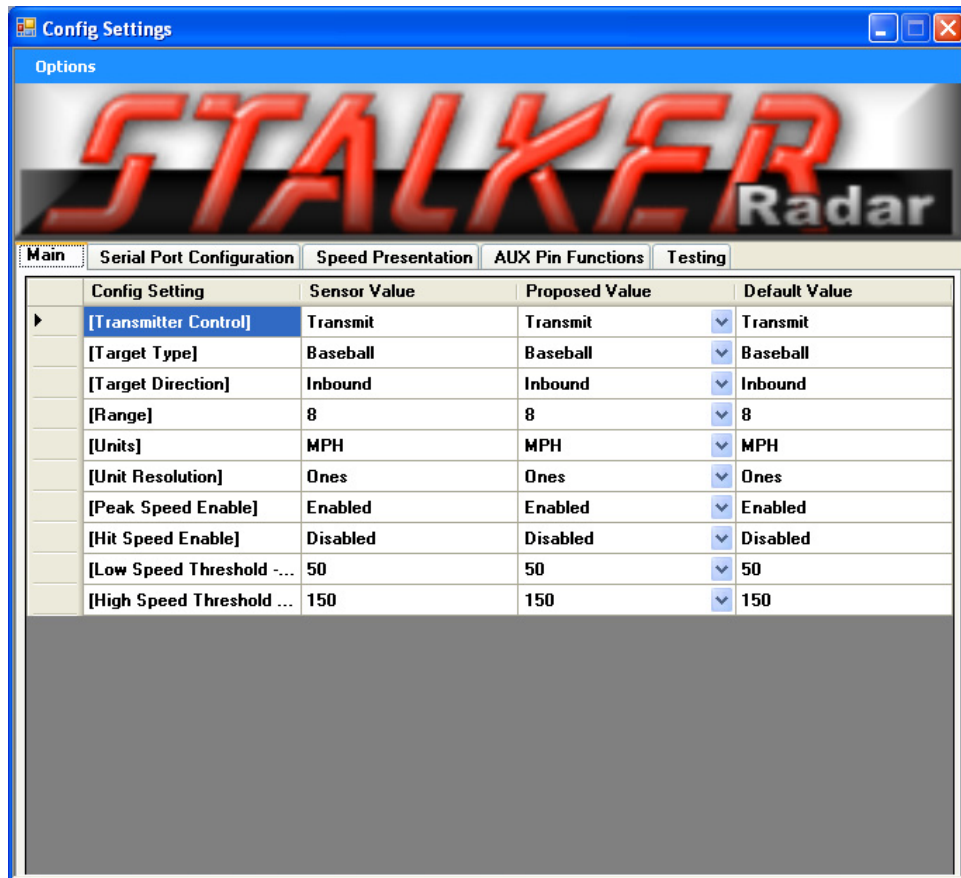 Config Settings
Options
STALKER
Radar
Main Serial Port Configuration Speed Presentation AUX Pin Functions Testing
Config Setting Sensor Value Proposed Value Default Value
[Transmitter Control] Transmit Transmit Transmit
[Target Type] Baseball Baseball Baseball
[Target Direction] Inbound Inbound Inbound
[Range] 8 8 8
[Units] MPH MPH MPH
[Unit Resolution] Ones Ones Ones
[Peak Speed Enable] Enabled Enabled Enabled
[Hit Speed Enable] Disabled Disabled Disabled
[Low Speed Threshold -... 50 50 50
[High Speed Threshold ... 150 150 150